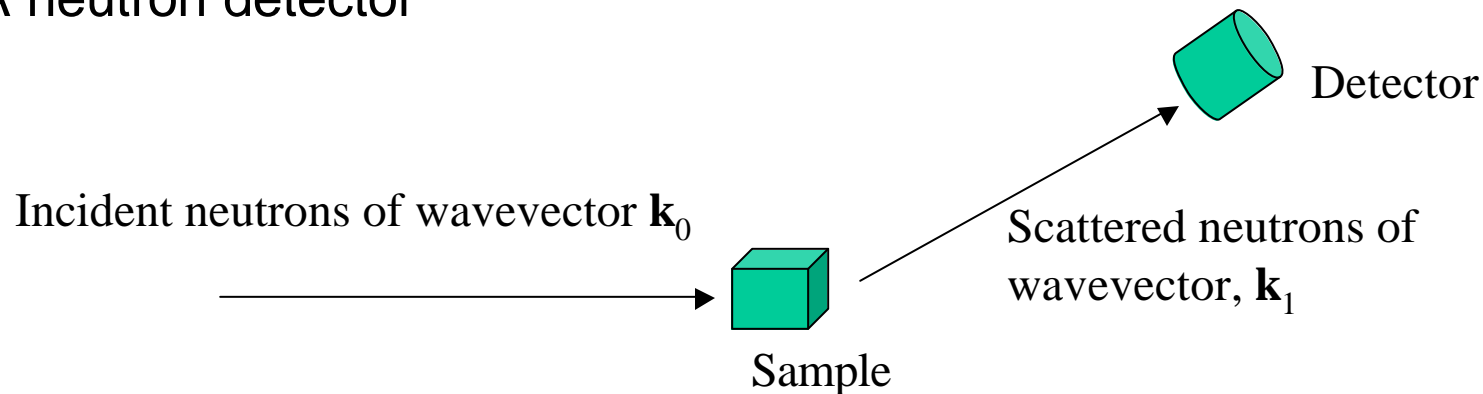 A neutron detector
Detector
Incident neutrons of wavevector k₀
Scattered neutrons of
wavevector, k₁
Sample